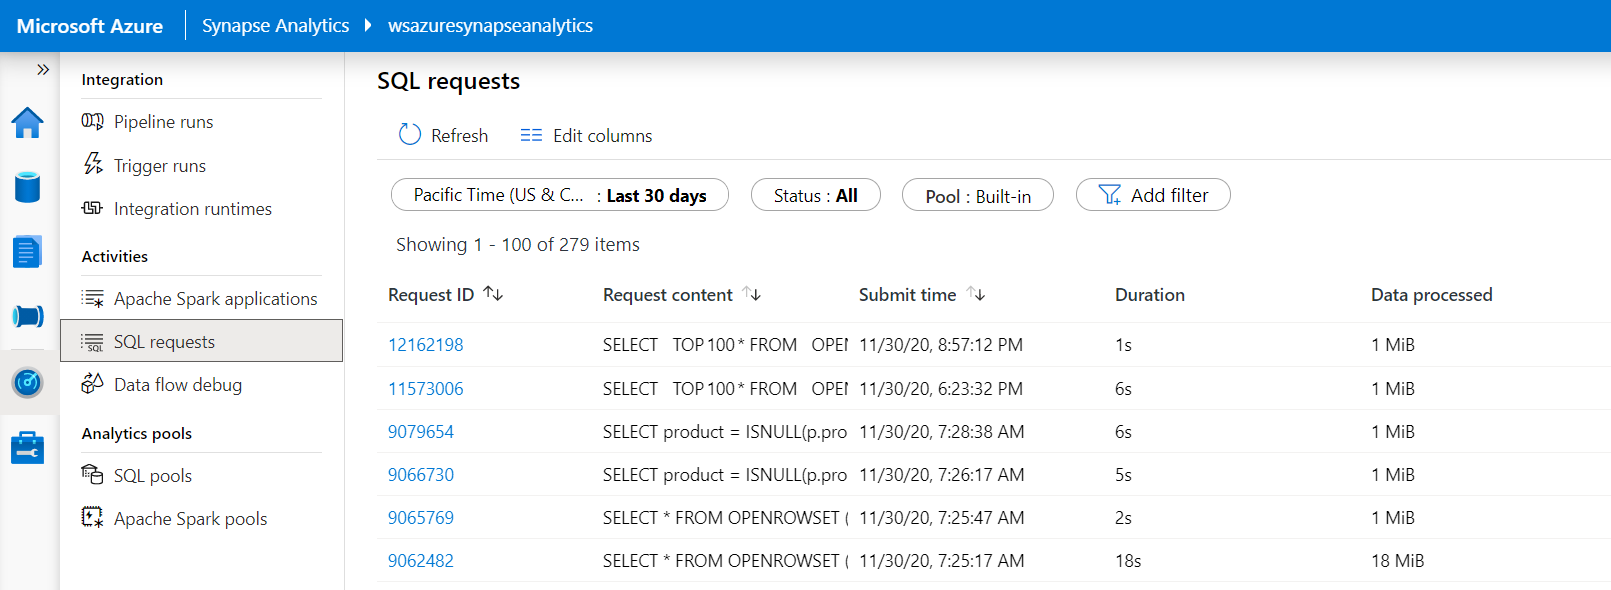 Microsoft Azure Synapse Analytics wsazuresynapseanalytics
Integration
Pipeline runs
Trigger runs
Integration runtimes
Activities
Apache Spark applications
SQL requests
Data flow debug
Analytics pools
SQL pools
Apache Spark pools
SQL requests
Refresh Edit columns
Pacific Time (US & C... : Last 30 days Status : All Pool : Built-in Add filter
Showing 1 - 100 of 279 items
Request ID Request content Submit time Duration Data processed
12162198 SELECT TOP 100 * FROM OPEN 11/30/20, 8:57:12 PM 1s 1 MiB
11573006 SELECT TOP 100 * FROM OPEN 11/30/20, 6:23:32 PM 6s 1 MiB
9079654 SELECT product = ISNULL(p.pro 11/30/20, 7:28:38 AM 6s 1 MiB
9066730 SELECT product = ISNULL(p.pro 11/30/20, 7:26:17 AM 5s 1 MiB
9065769 SELECT * FROM OPENROWSET ( 11/30/20, 7:25:47 AM 2s 1 MiB
9062482 SELECT * FROM OPENROWSET ( 11/30/20, 7:25:17 AM 18s 18 MiB